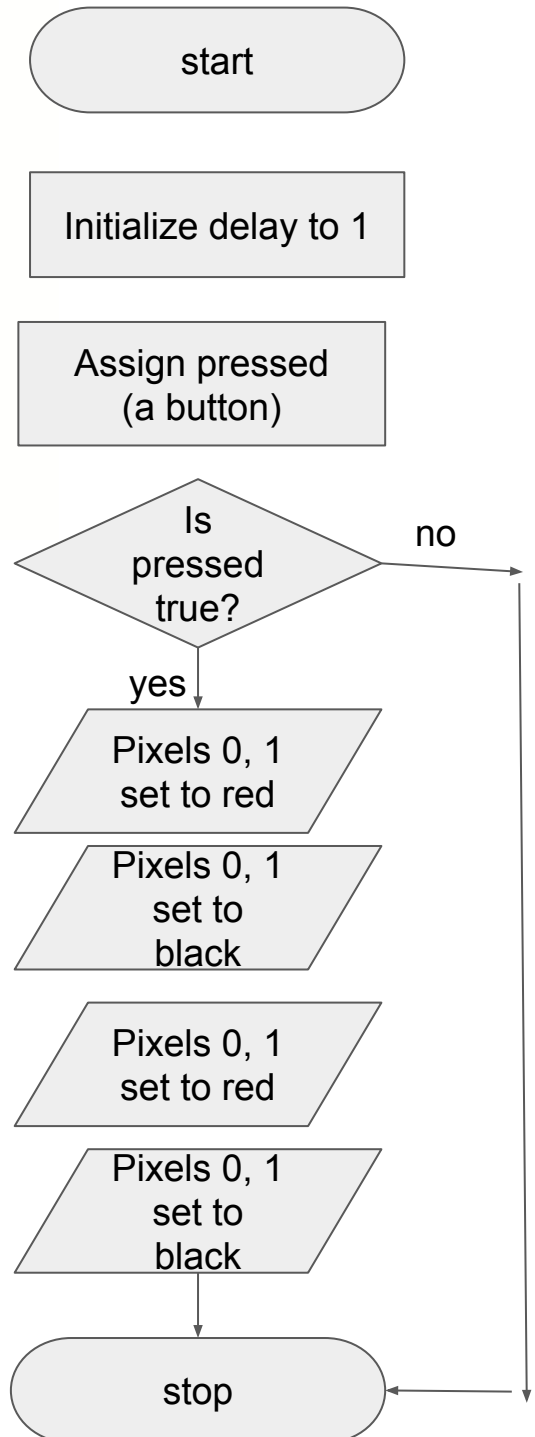 start
Initialize delay to 1
Assign pressed
(a button)
Is
pressed
true?
no
yes
Pixels 0, 1
set to red
Pixels 0, 1
set to
black
Pixels 0, 1
set to red
Pixels 0, 1
set to
black
stop